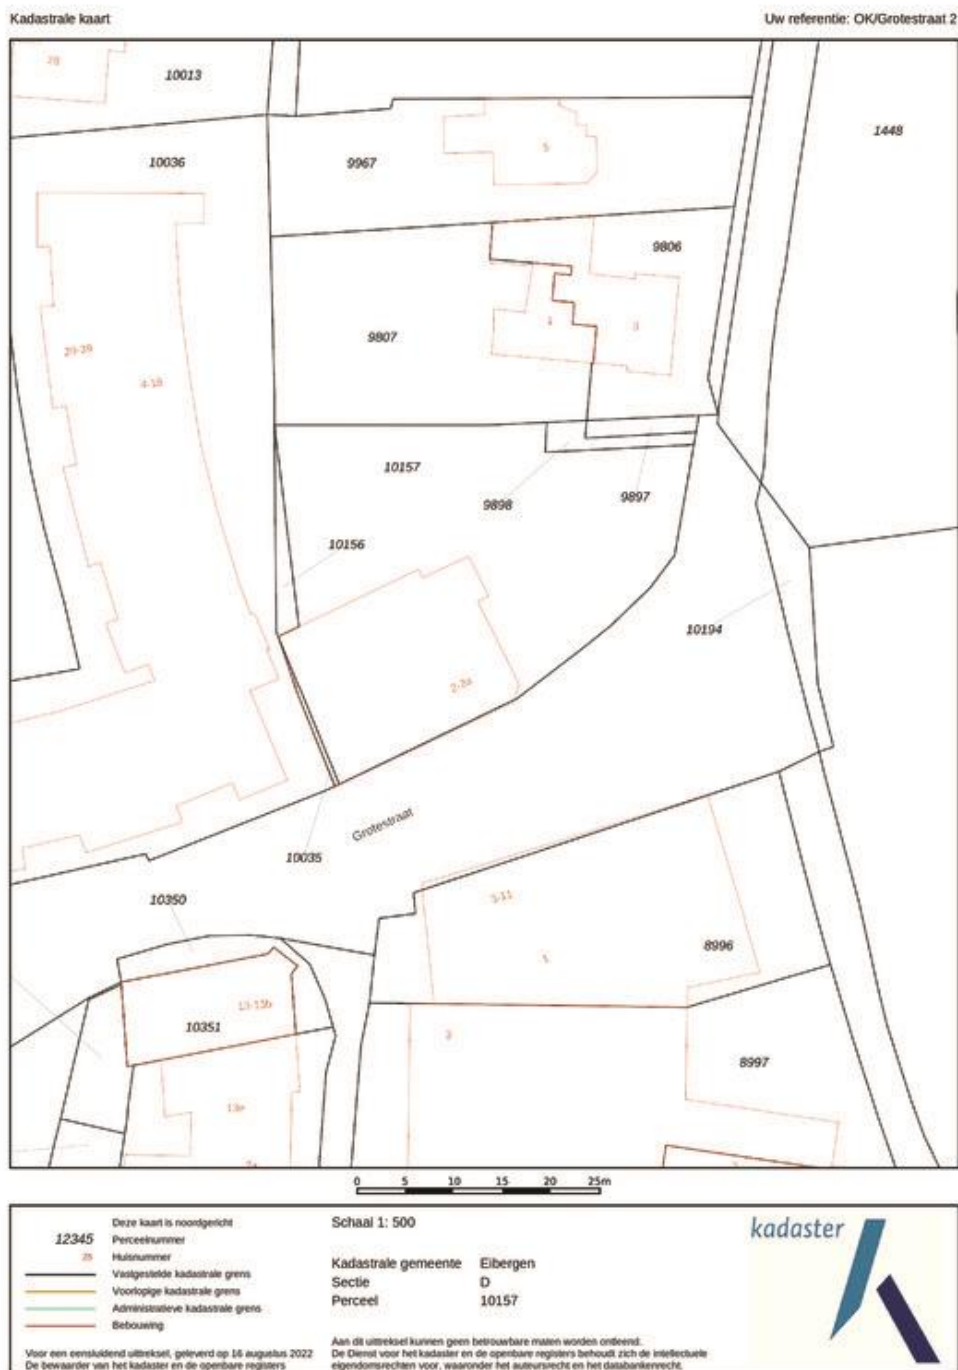 Kadastrale kaart
Uw referentie: OK/Grotestraat 2
28
10013
1448
10036
9967
5
9806
9807
1
3
20-39
4-18
10157
9898
9897
10156
10194
2-2a
Grotestraat
10035
3-11
10350
8996
1
13-13b
10351
3
8997
13a
0 5 10 15 20 25m
Deze kaart is noordgericht
12345 Perceelnummer
25 Huisnummer
Vastgestelde kadastrale grens
Voorlopige kadastrale grens
Administratieve kadastrale grens
Bebouwing
Voor een eensluidend uittreksel, geleverd op 16 augustus 2022
De bewaarder van het kadaster en de openbare registers
Schaal 1: 500
Kadastrale gemeente Eibergen
Sectie D
Perceel 10157
Aan dit uittreksel kunnen geen betrouwbare maten worden ontleend.
De Dienst voor het kadaster en de openbare registers behoudt zich de intellectuele
eigendomsrechten voor, waaronder het auteursrecht en het databankenrecht.
kadaster